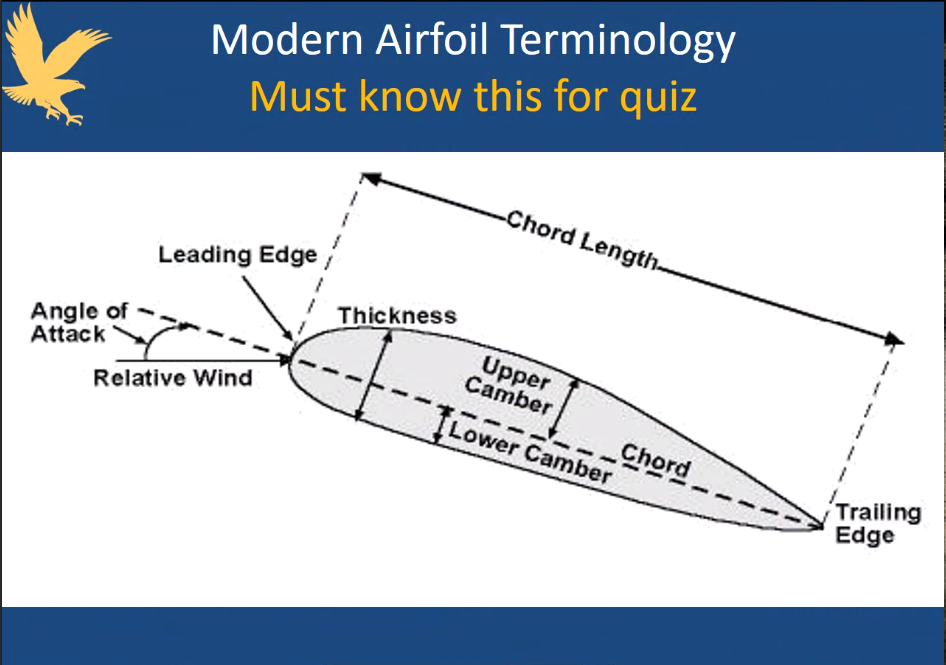 Modern Airfoil Terminology
Must know this for quiz
Chord Length
Leading Edge
Angle of
Attack
Thickness
Relative Wind
Upper
Camber
Lower Camber
Chord
Trailing
Edge